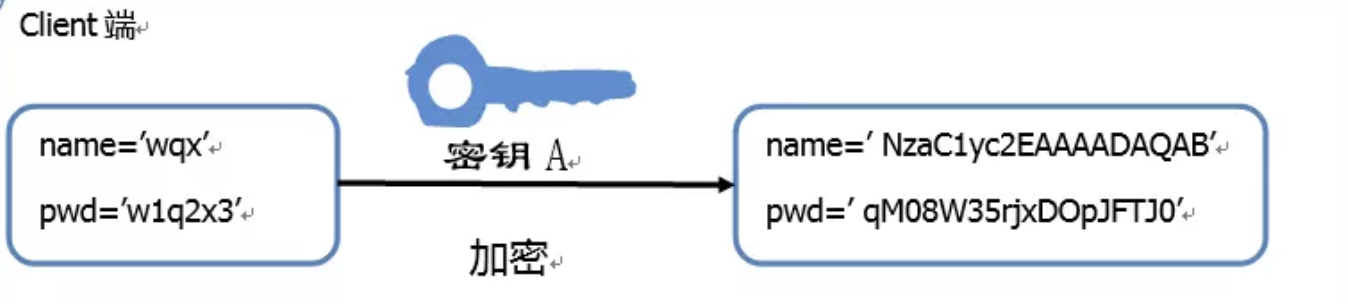 Client 端
密钥 A
name='wqx'
name=' NzaC1yc2EAAAADAQAB'
pwd='w1q2x3'
pwd=' qM08W35rjxDOpJFTJ0'
加密